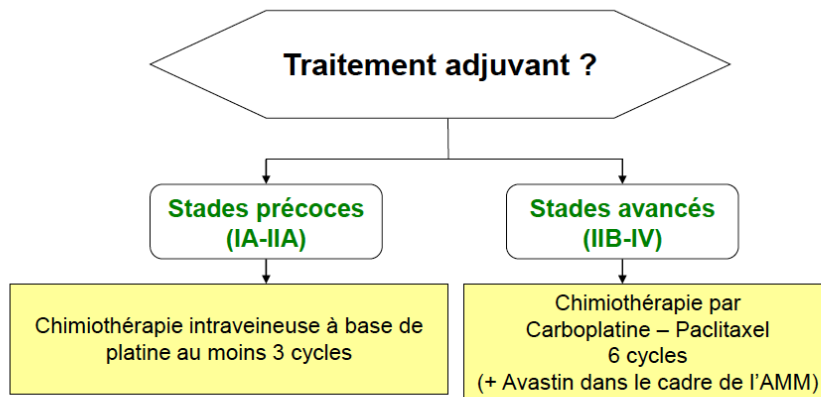 Traitement adjuvant ?
Stades précoces
(IA-IIA)
Stades avancés
(IIB-IV)
Chimiothérapie intraveineuse à base de
platine au moins 3 cycles
Chimiothérapie par
Carboplatine – Paclitaxel
6 cycles
(+ Avastin dans le cadre de l'AMM)